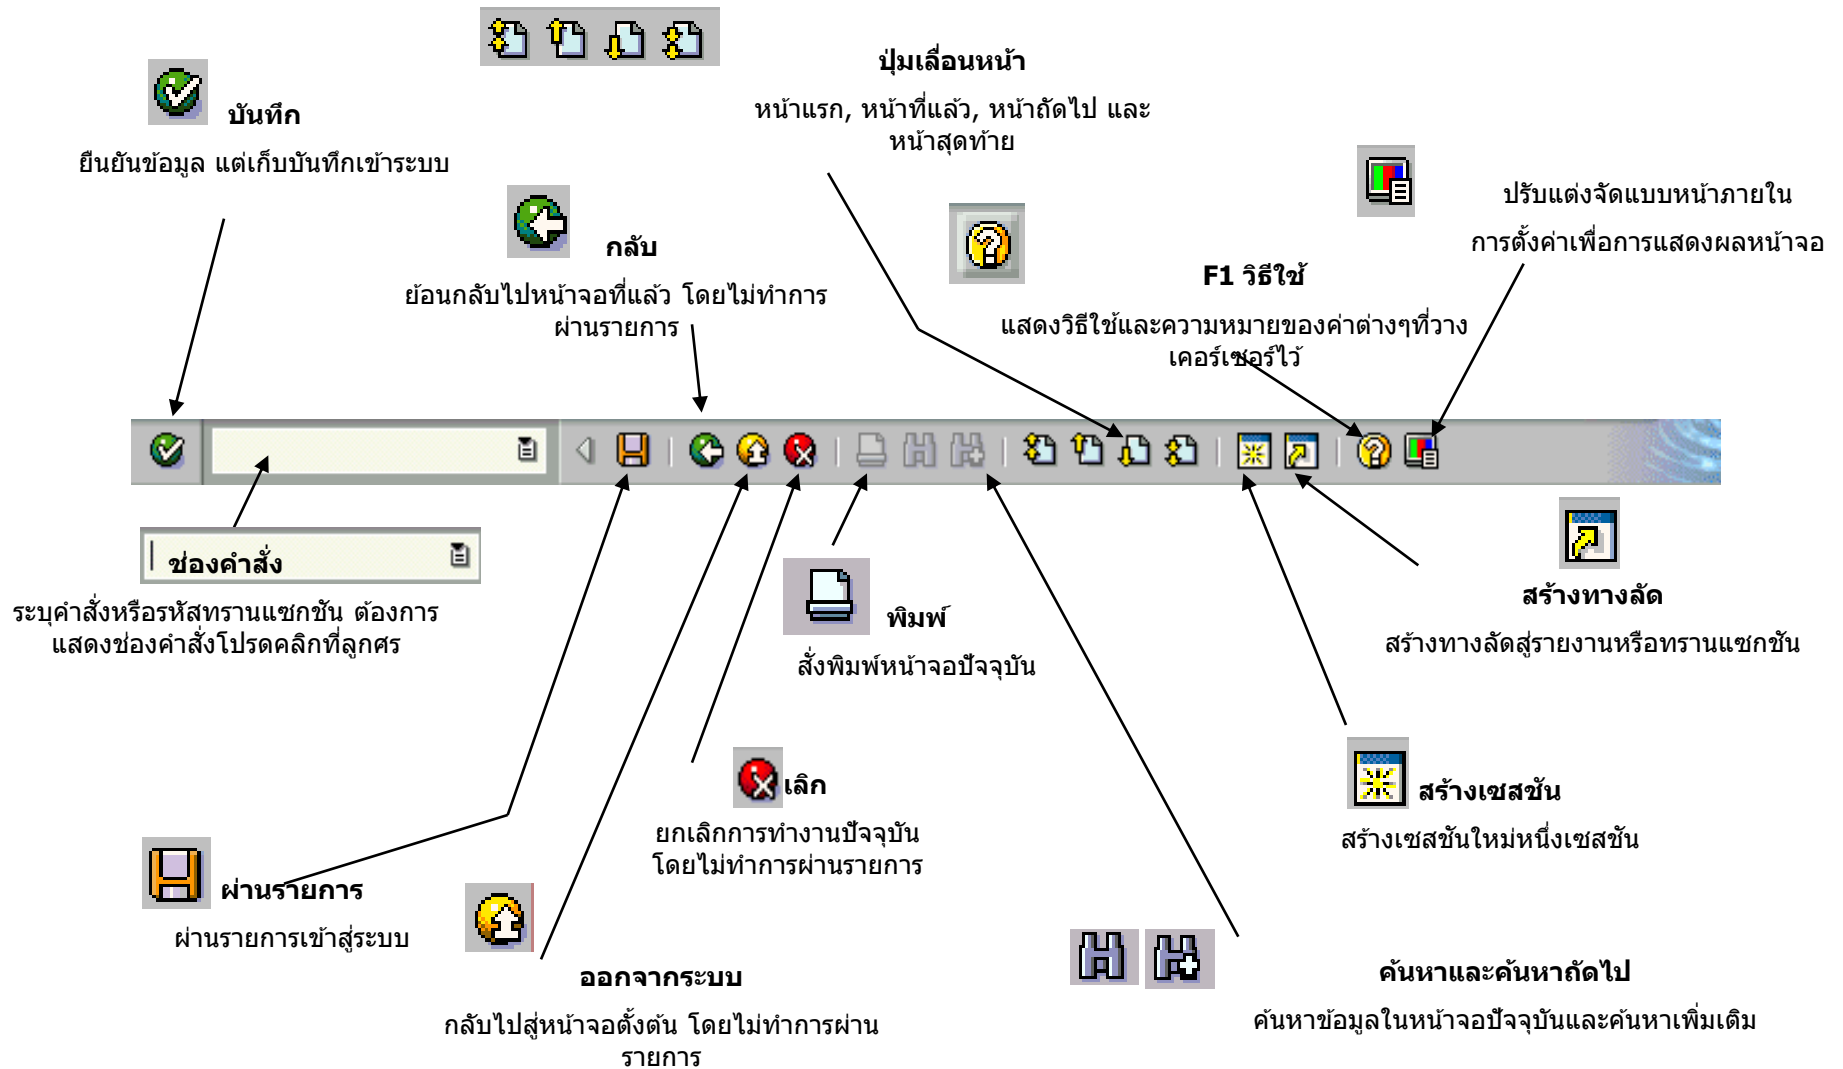 ปุ่มเลื่อนหน้า
หน้าแรก, หน้าที่แล้ว, หน้าถัดไป และ
หน้าสุดท้าย
บันทึก
ยืนยันข้อมูล แต่เก็บบันทึกเข้าระบบ
กลับ
ย้อนกลับไปหน้าจอที่แล้ว โดยไม่ทำการ
ผ่านรายการ
F1 วิธีใช้
แสดงวิธีใช้และความหมายของค่าต่างๆที่วาง
เคอร์เซอร์ไว้
ปรับแต่งจัดแบบหน้าภายใน
การตั้งค่าเพื่อการแสดงผลหน้าจอ
ช่องคำสั่ง
ระบุคำสั่งหรือรหัสทรานแซกชัน ต้องการ
แสดงช่องคำสั่งโปรดคลิกที่ลูกศร
พิมพ์
สั่งพิมพ์หน้าจอปัจจุบัน
สร้างทางลัด
สร้างทางลัดสู่รายงานหรือทรานแซกชัน
เลิก
ยกเลิกการทำงานปัจจุบัน
โดยไม่ทำการผ่านรายการ
สร้างเซสชัน
สร้างเซสชันใหม่หนึ่งเซสชัน
ผ่านรายการ
ผ่านรายการเข้าสู่ระบบ
ออกจากระบบ
กลับไปสู่หน้าจอตั้งต้น โดยไม่ทำการผ่าน
รายการ
ค้นหาและค้นหาถัดไป
ค้นหาข้อมูลในหน้าจอปัจจุบันและค้นหาเพิ่มเติม